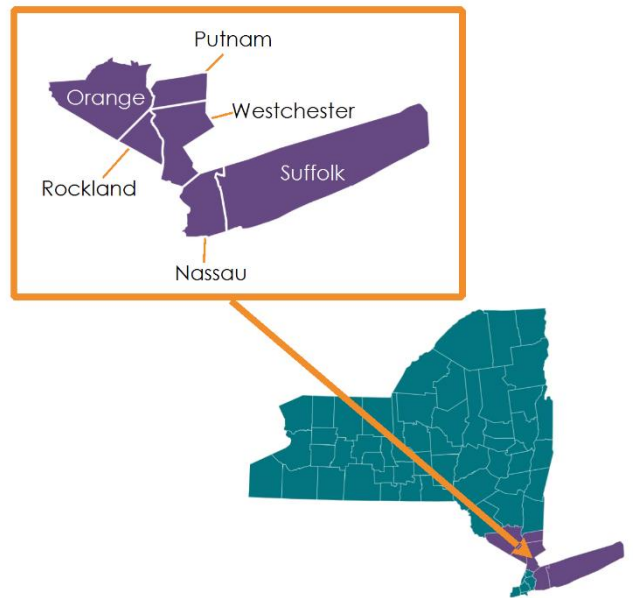 Putnam
Orange
Westchester
Rockland
Suffolk
Nassau